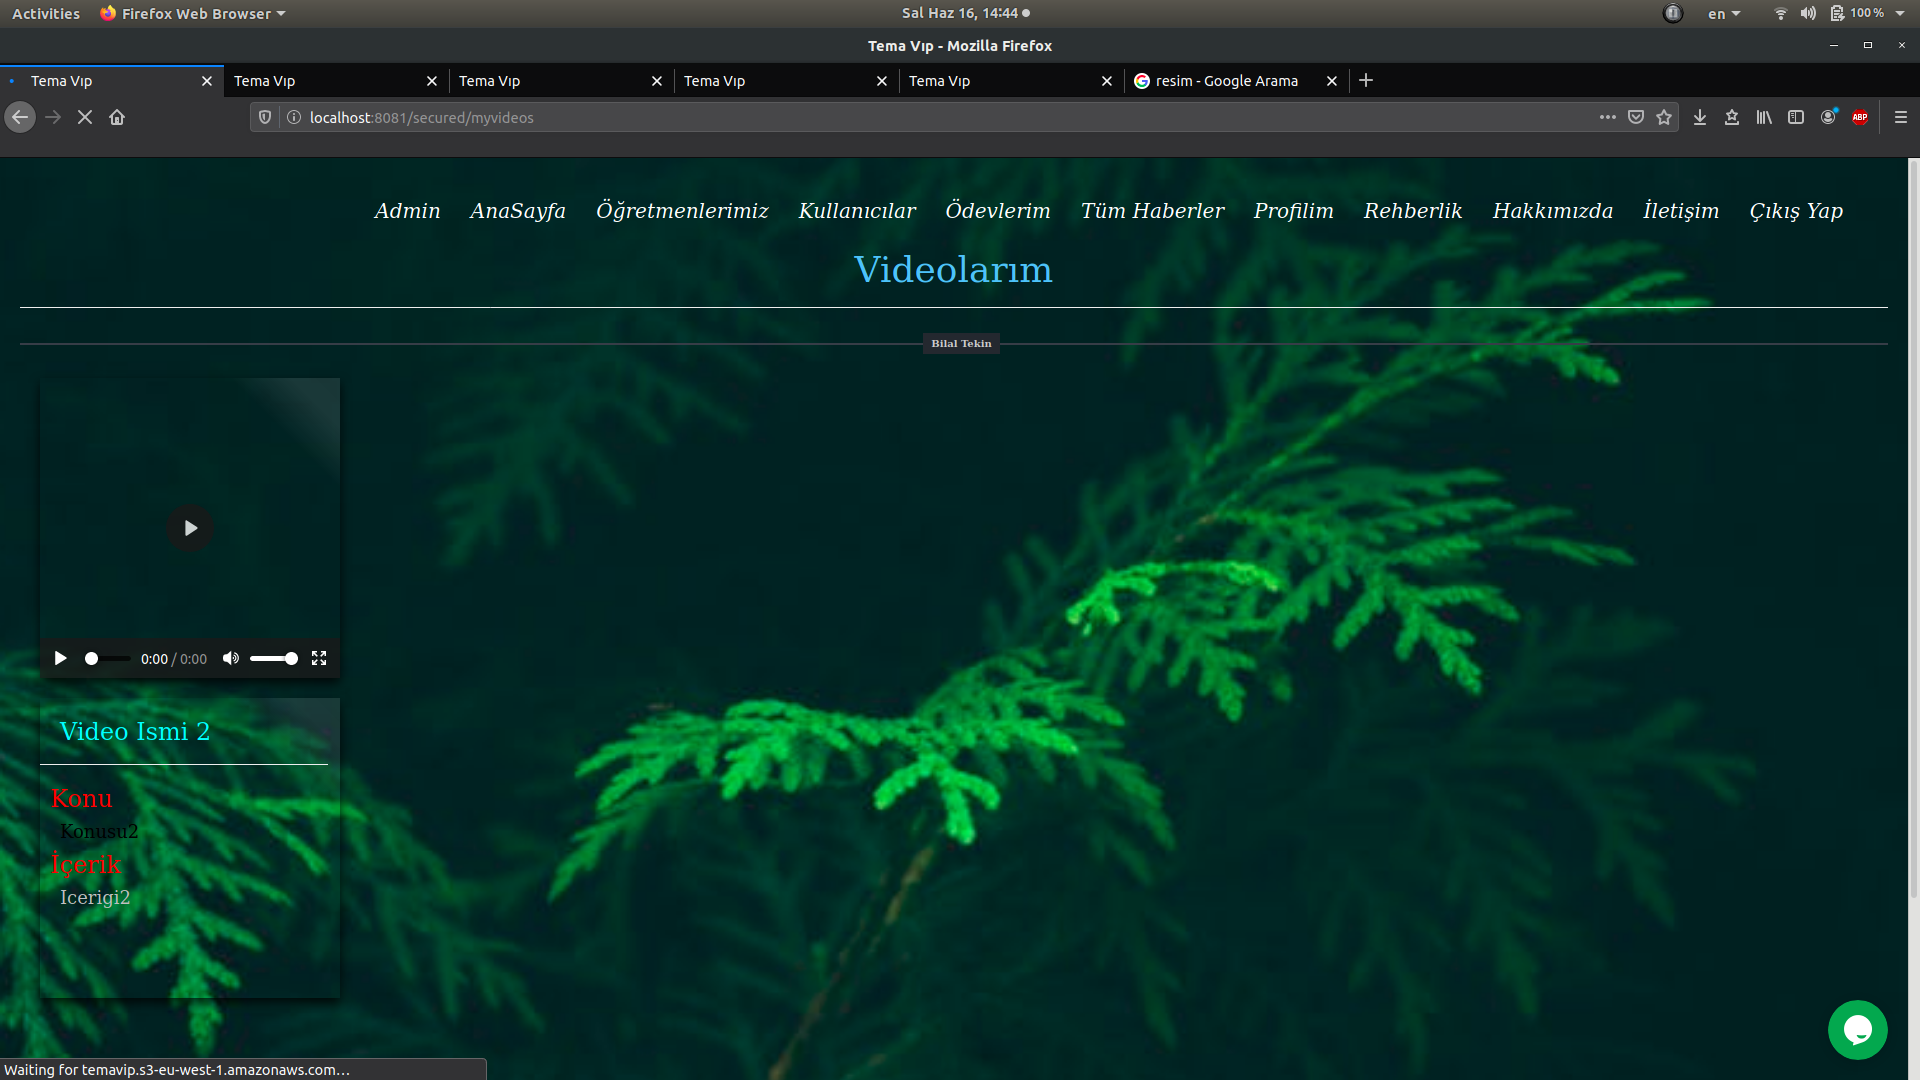 Activities Firefox Web Browser Sal Haz 16, 14:44 en 100 %
Tema Vıp - Mozilla Firefox
Tema Vıp Tema Vıp Tema Vıp Tema Vıp Tema Vıp resim - Google Arama
localhost:8081/secured/myvideos ABP
Admin AnaSayfa Öğretmenlerimiz Kullanıcılar Ödevlerim Tüm Haberler Profilim Rehberlik Hakkımızda İletişim Çıkış Yap
Videolarım
Bilal Tekin
0:00 / 0:00
Video Ismi 2
Konu
Konusu2
İçerik
Icerigi2
Waiting for temavip.s3-eu-west-1.amazonaws.com…